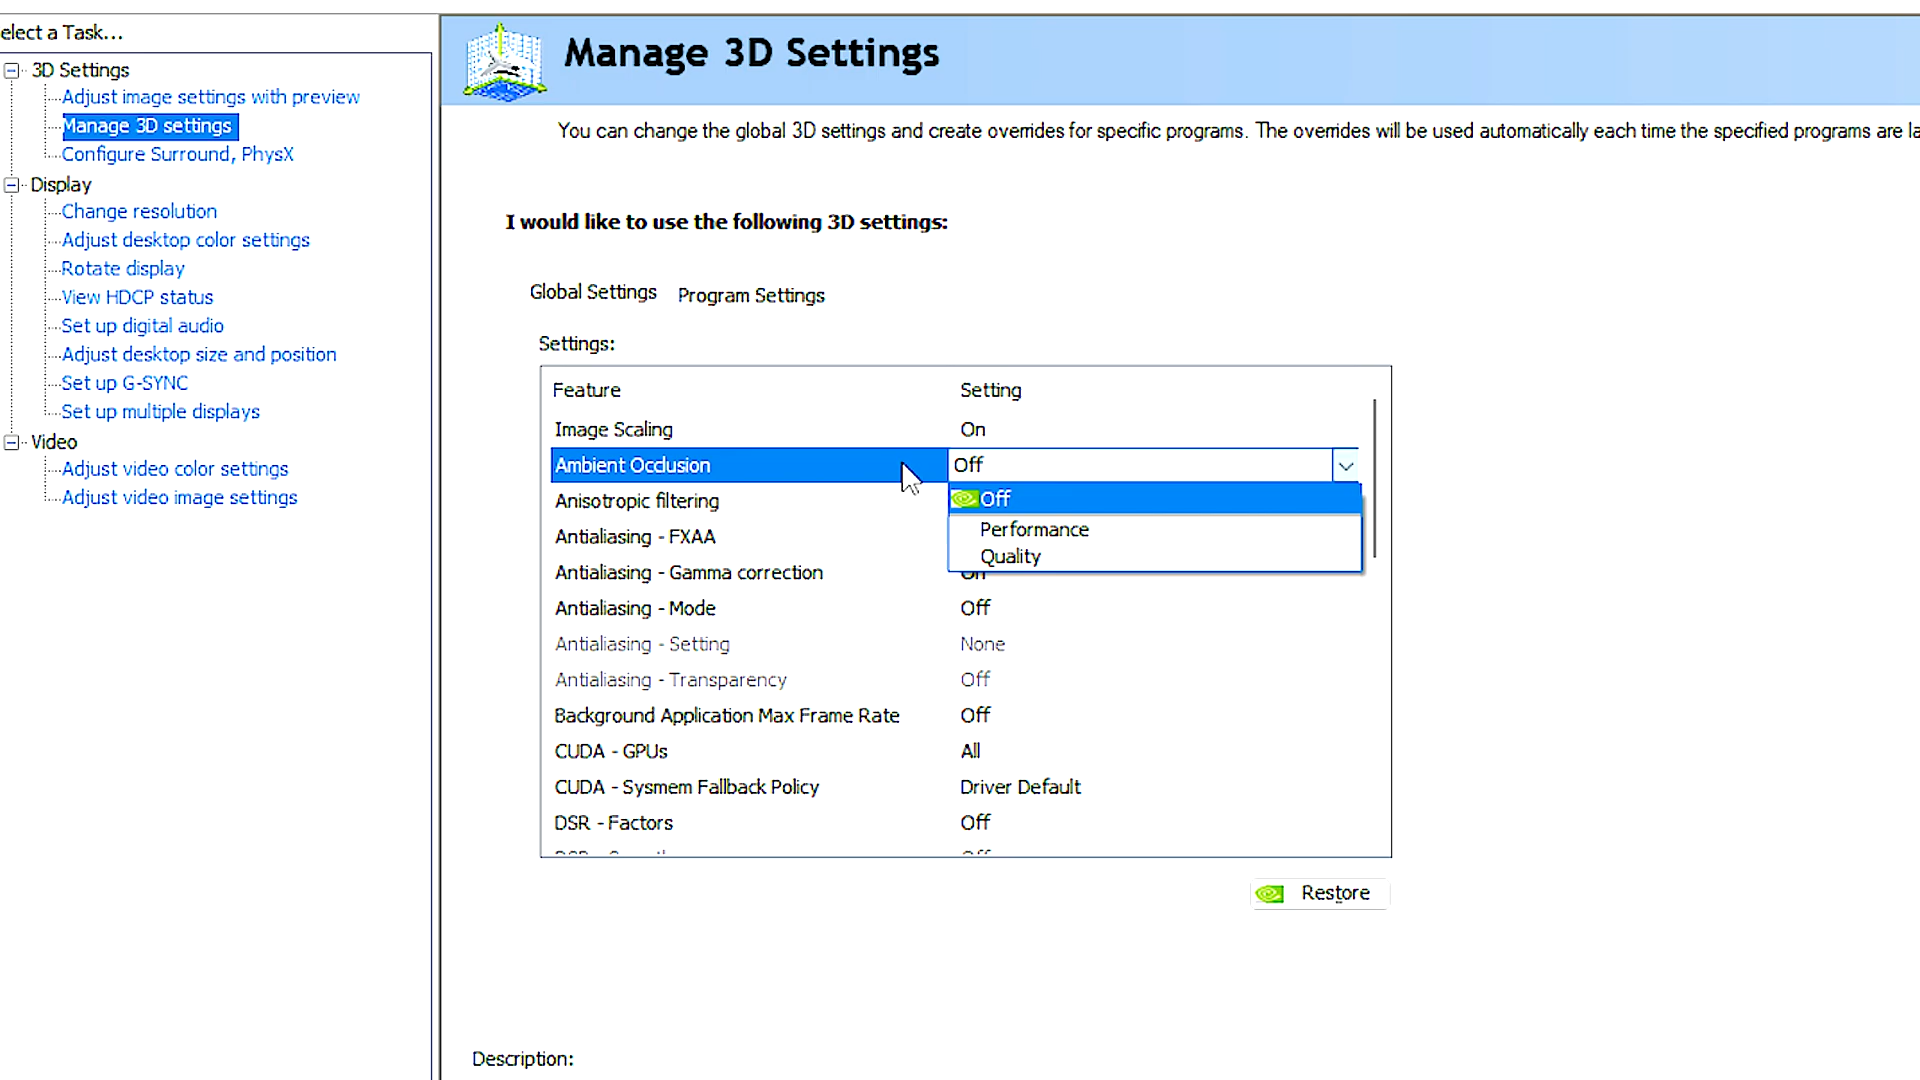 elect a Task...
3D Settings
Adjust image settings with preview
Manage 3D settings
Configure Surround, PhysX
Display
Change resolution
Adjust desktop color settings
Rotate display
View HDCP status
Set up digital audio
Adjust desktop size and position
Set up G-SYNC
Set up multiple displays
Video
Adjust video color settings
Adjust video image settings
Manage 3D Settings
You can change the global 3D settings and create overrides for specific programs. The overrides will be used automatically each time the specified programs are la
I would like to use the following 3D settings:
Global Settings Program Settings
Settings:
Feature Setting
Image Scaling On
Ambient Occlusion Off
Off
Anisotropic filtering
Performance
Antialiasing - FXAA
Quality
Antialiasing - Gamma correction On
Antialiasing - Mode Off
Antialiasing - Setting None
Antialiasing - Transparency Off
Background Application Max Frame Rate Off
CUDA - GPUs All
CUDA - Sysmem Fallback Policy Driver Default
DSR - Factors Off
Restore
Description: